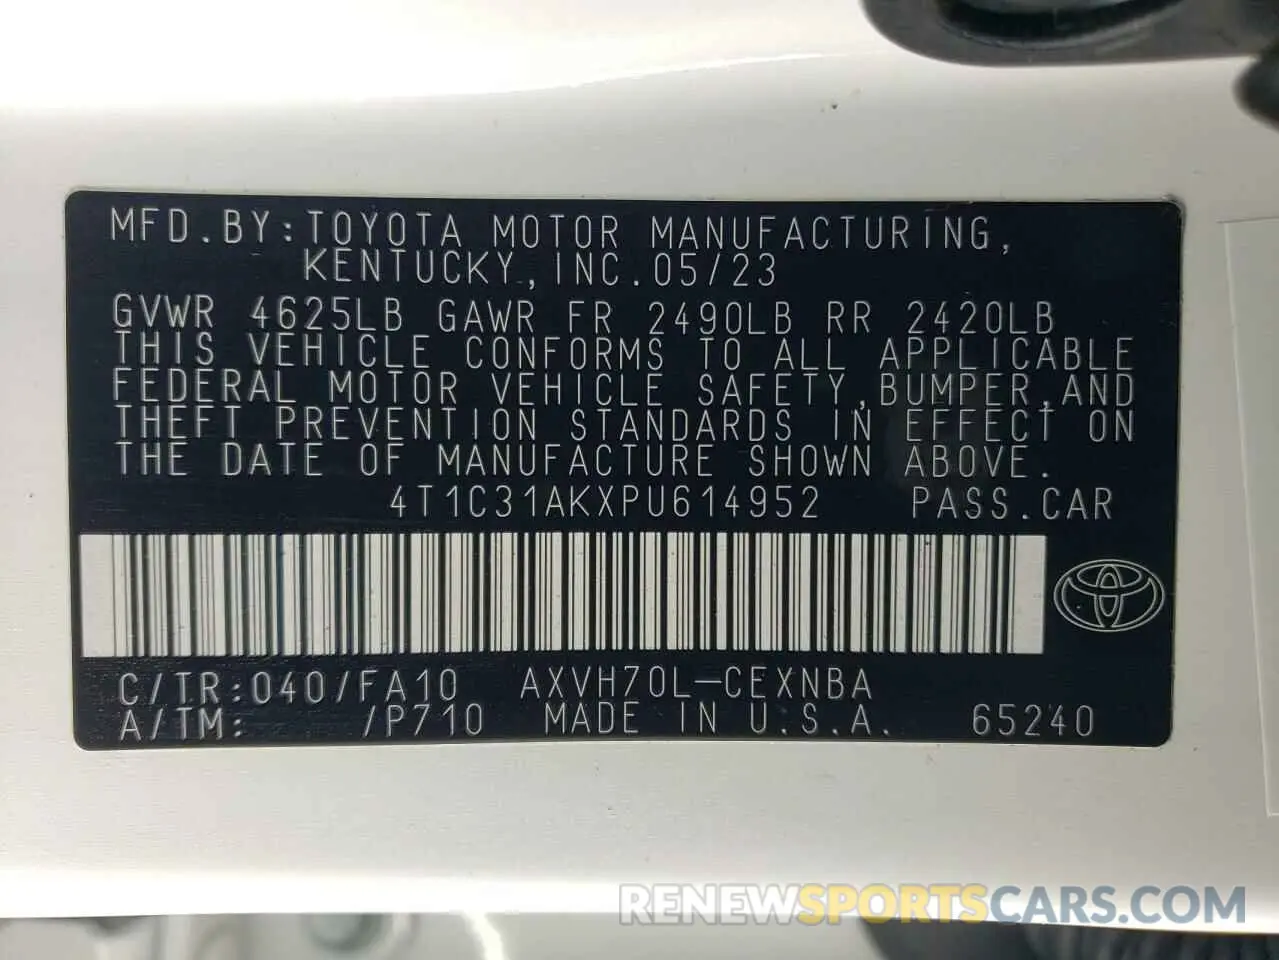 MFD.BY:TOYOTA MOTOR MANUFACTURING,
KENTUCKY,INC.05/23
GVWR 4625LB GAWR FR 2490LB RR 2420LB
THIS VEHICLE CONFORMS TO ALL APPLICABLE
FEDERAL MOTOR VEHICLE SAFETY,BUMPER,AND
THEFT PREVENTION STANDARDS IN EFFECT ON
THE DATE OF MANUFACTURE SHOWN ABOVE.
4T1C31AKXPU614952 PASS.CAR
C/TR:040/FA10 AXVH70L-CEXNBA
A/TM: /P710 MADE IN U.S.A. 65240
RENEWSPORTSCARS.COM